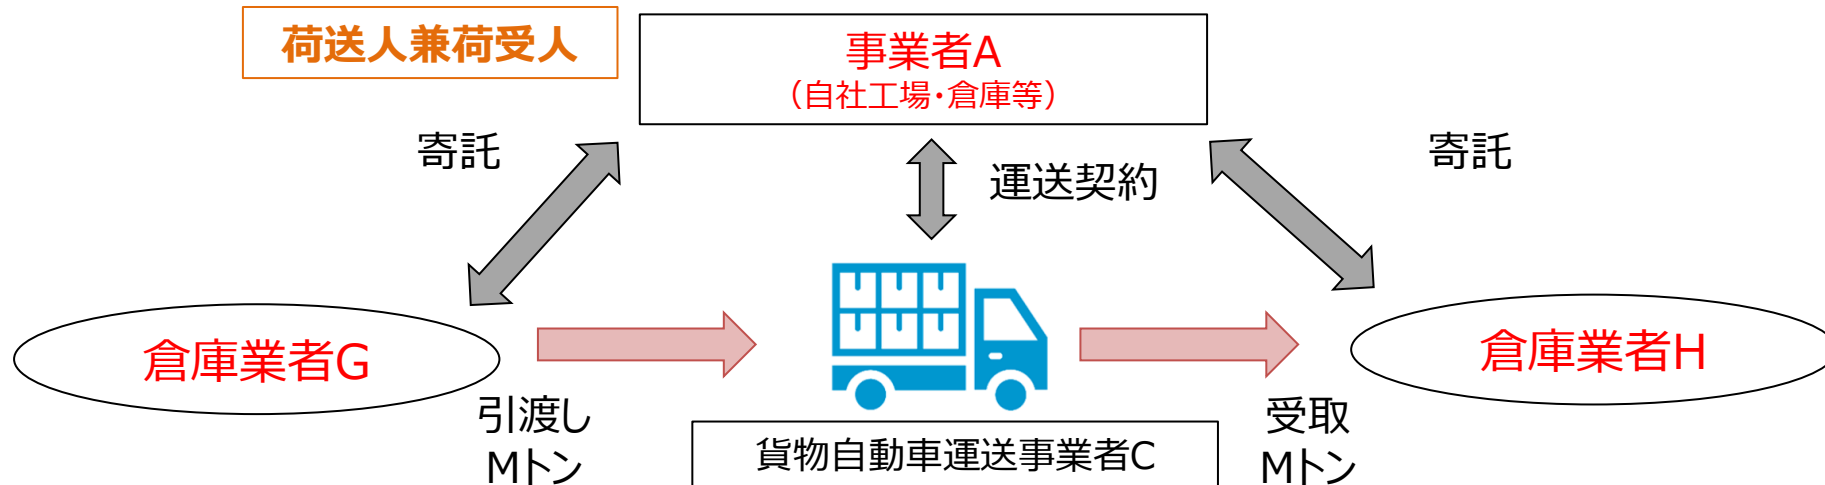 荷送人兼荷受人
事業者A
（自社工場・倉庫等）
寄託
運送契約
寄託
倉庫業者G
倉庫業者H
引渡し
Mトン
受取
Mトン
貨物自動車運送事業者C